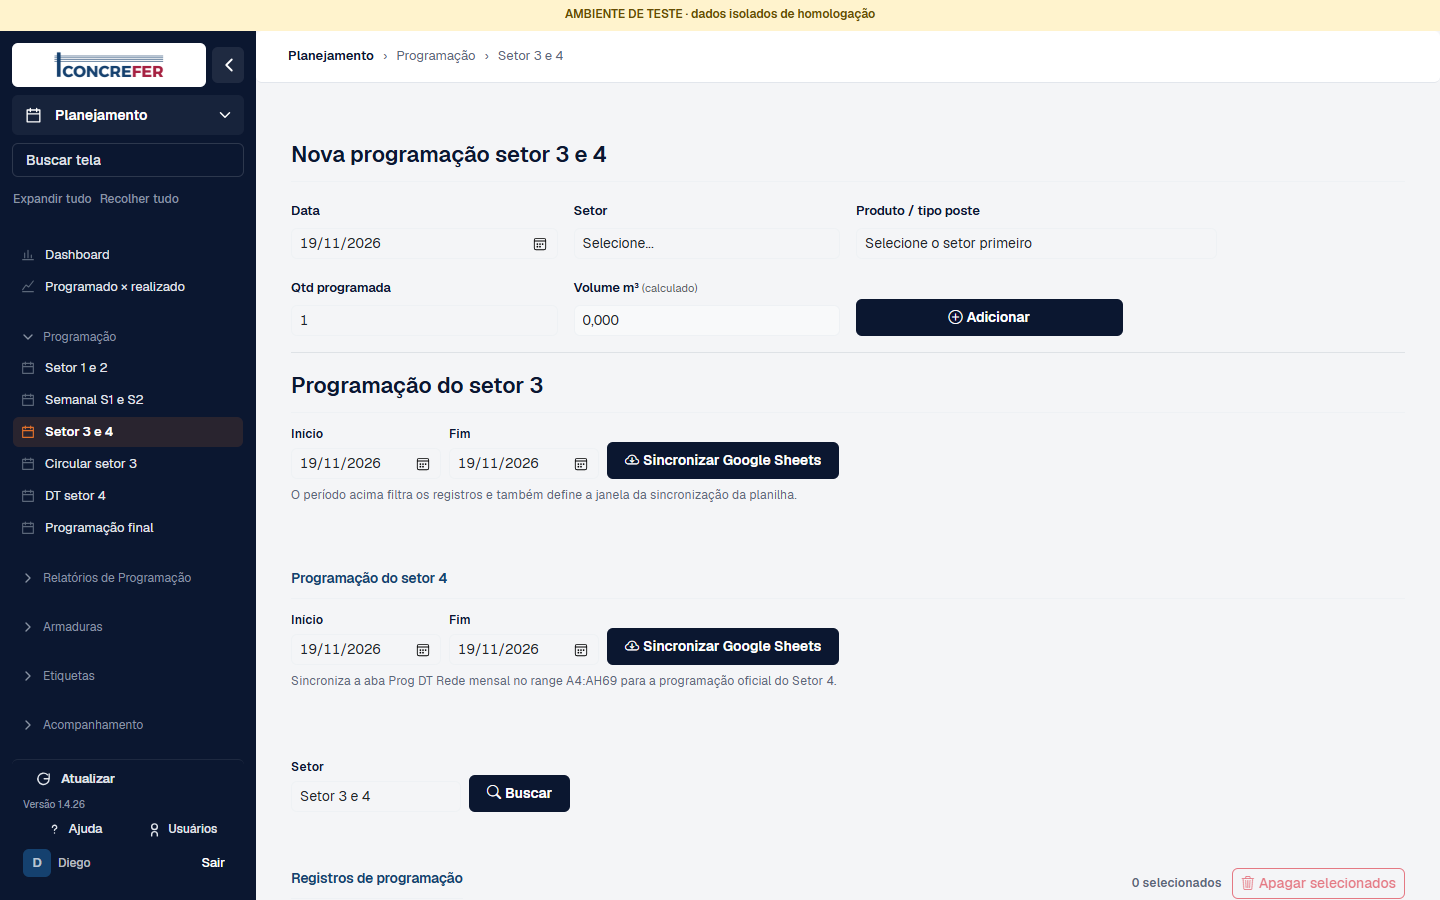 AMBIENTE DE TESTE · dados isolados de homologação
CONCREFER
Planejamento
Buscar tela
Expandir tudo Recolher tudo
Dashboard
Programado × realizado
Programação
Setor 1 e 2
Semanal S1 e S2
Setor 3 e 4
Circular setor 3
DT setor 4
Programação final
Relatórios de Programação
Armaduras
Etiquetas
Acompanhamento
Atualizar
Versão 1.4.26
? Ajuda Usuários
D Diego Sair
Planejamento › Programação › Setor 3 e 4
Nova programação setor 3 e 4
Data Setor Produto / tipo poste
19/11/2026 Selecione... Selecione o setor primeiro
Qtd programada Volume m³ (calculado)
1 0,000 Adicionar
Programação do setor 3
Início Fim
19/11/2026 19/11/2026 Sincronizar Google Sheets
O período acima filtra os registros e também define a janela da sincronização da planilha.
Programação do setor 4
Início Fim
19/11/2026 19/11/2026 Sincronizar Google Sheets
Sincroniza a aba Prog DT Rede mensal no range A4:AH69 para a programação oficial do Setor 4.
Setor
Setor 3 e 4 Buscar
Registros de programação 0 selecionados Apagar selecionados